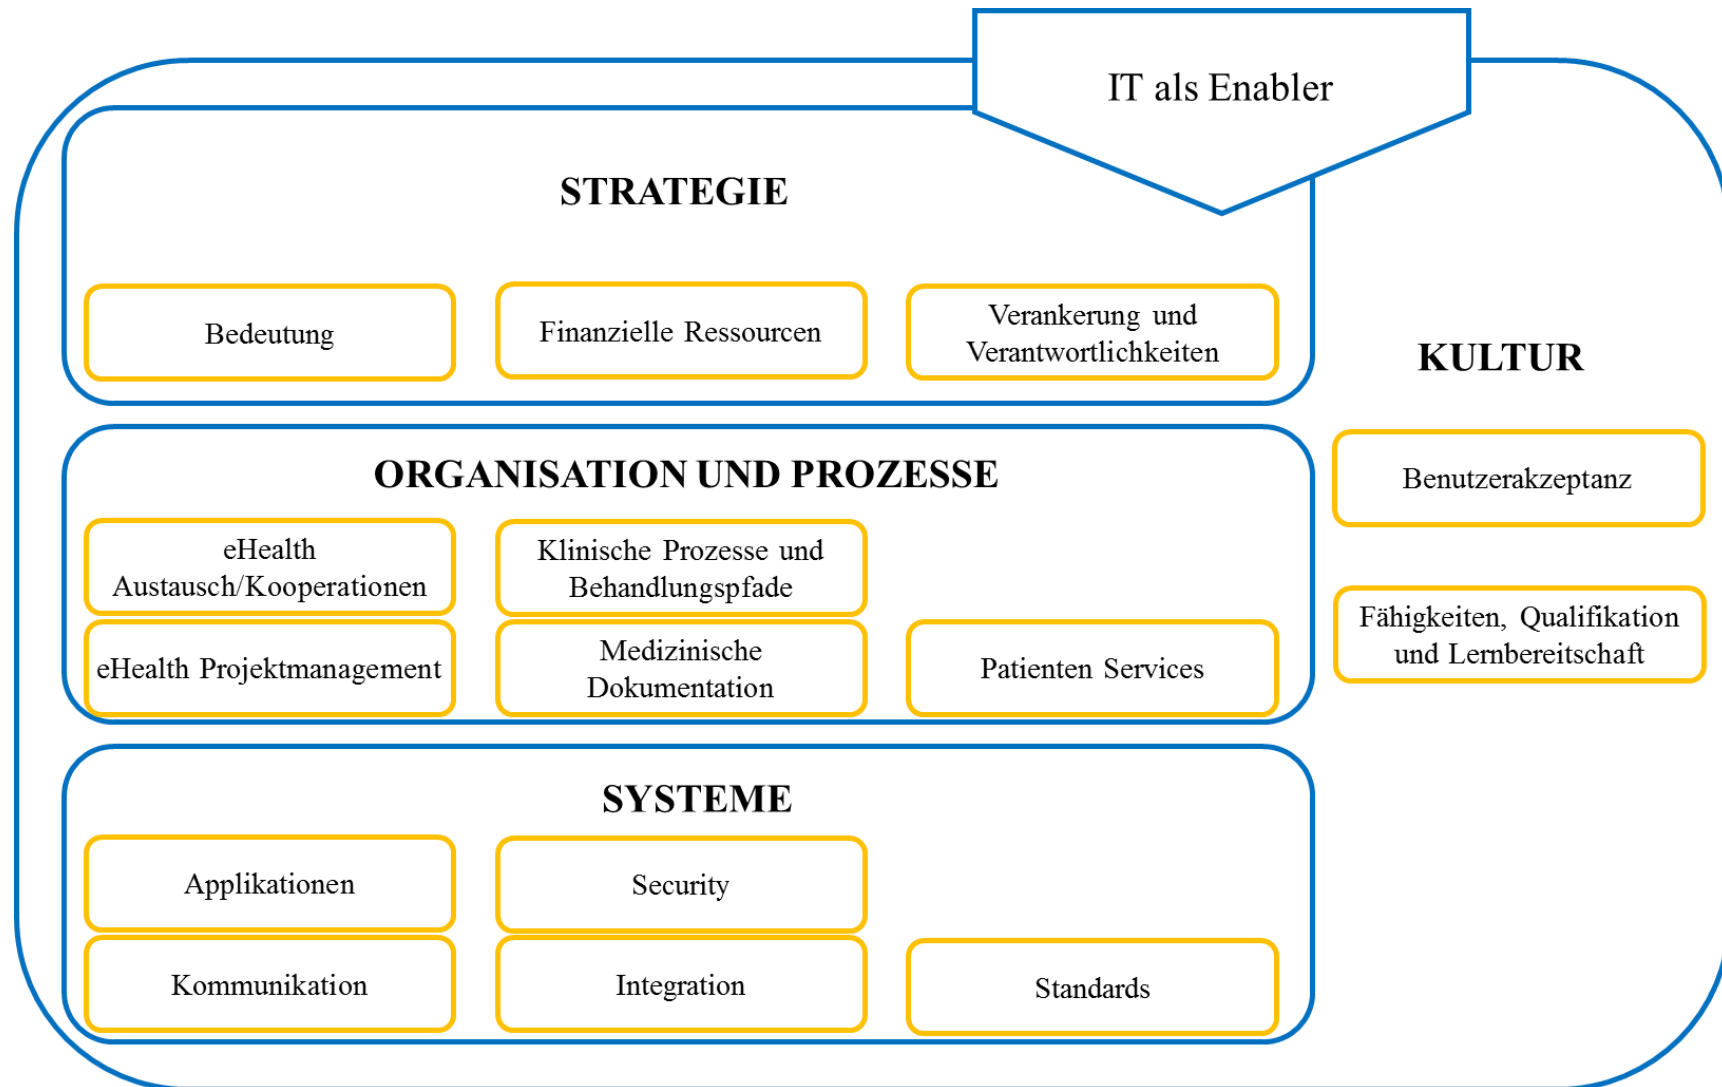 IT als Enabler
STRATEGIE
Bedeutung
Finanzielle Ressourcen
Verankerung und
Verantwortlichkeiten
ORGANISATION UND PROZESSE
eHealth
Austausch/Kooperationen
Klinische Prozesse und
Behandlungspfade
eHealth Projektmanagement
Medizinische
Dokumentation
Patienten Services
SYSTEME
Applikationen
Security
Kommunikation
Integration
Standards
KULTUR
Benutzerakzeptanz
Fähigkeiten, Qualifikation
und Lernbereitschaft